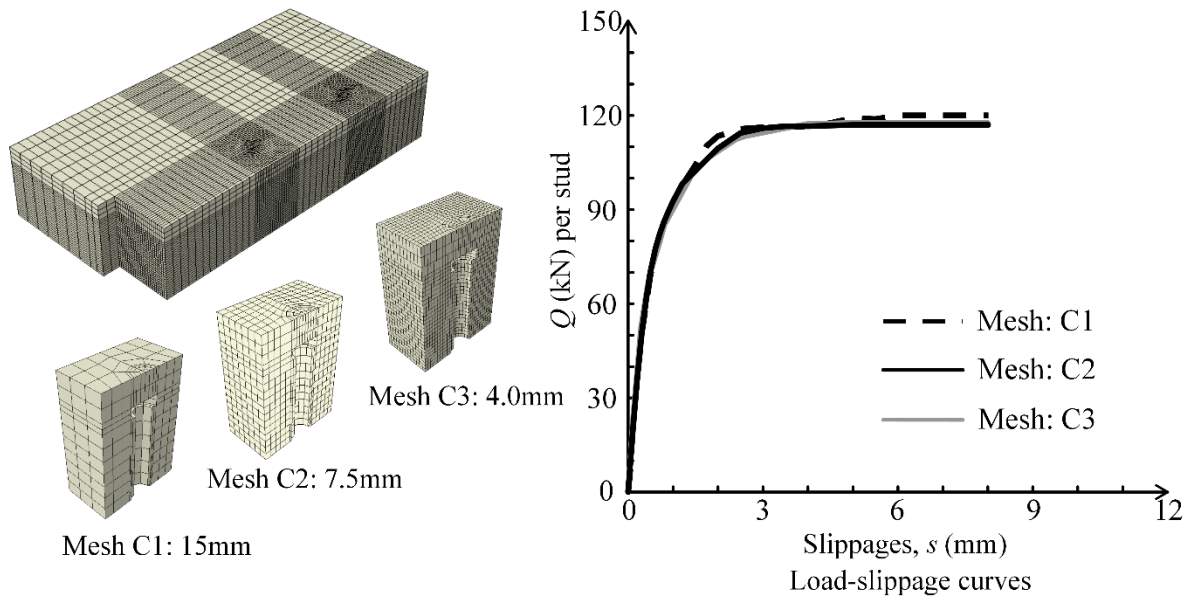 Mesh C3: 4.0mm
Mesh C2: 7.5mm
Mesh C1: 15mm
150
120
90
60
30
0
Q (kN) per stud
Mesh: C1
Mesh: C2
Mesh: C3
0 3 6 9 12
Slippages, s (mm)
Load-slippage curves